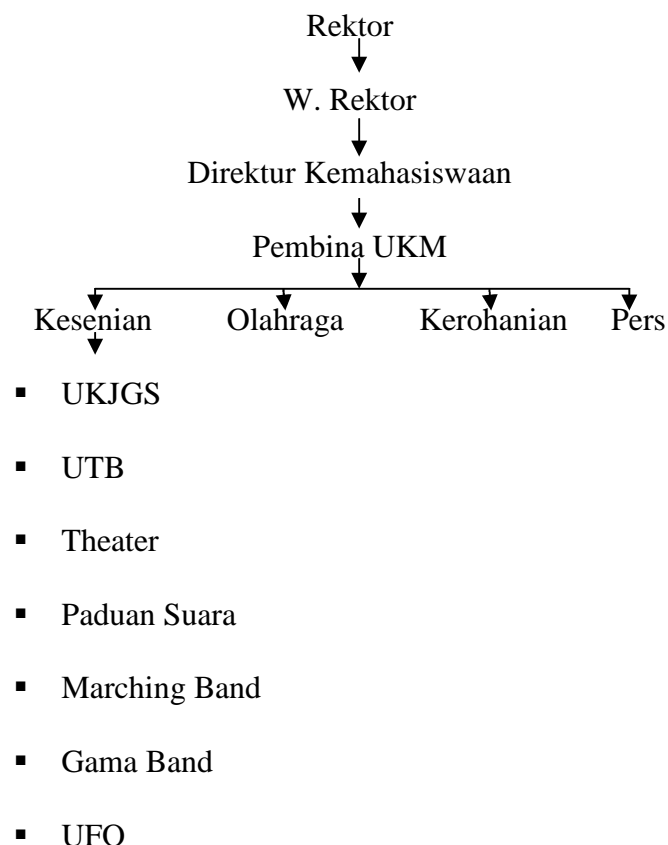 Rektor
W. Rektor
Direktur Kemahasiswaan
Pembina UKM
Kesenian Olahraga Kerohanian Pers
▪ UKJGS
▪ UTB
▪ Theater
▪ Paduan Suara
▪ Marching Band
▪ Gama Band
▪ UFO